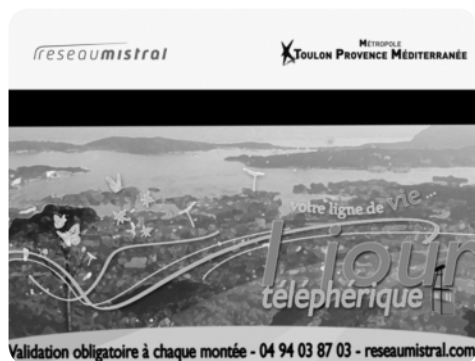 réseaumistral
MÉTROPOLE
TOULON PROVENCE MÉDITERRANÉE
votre ligne de vie...
1 jour
téléphérique
Validation obligatoire à chaque montée - 04 94 03 87 03 - reseaumistral.com